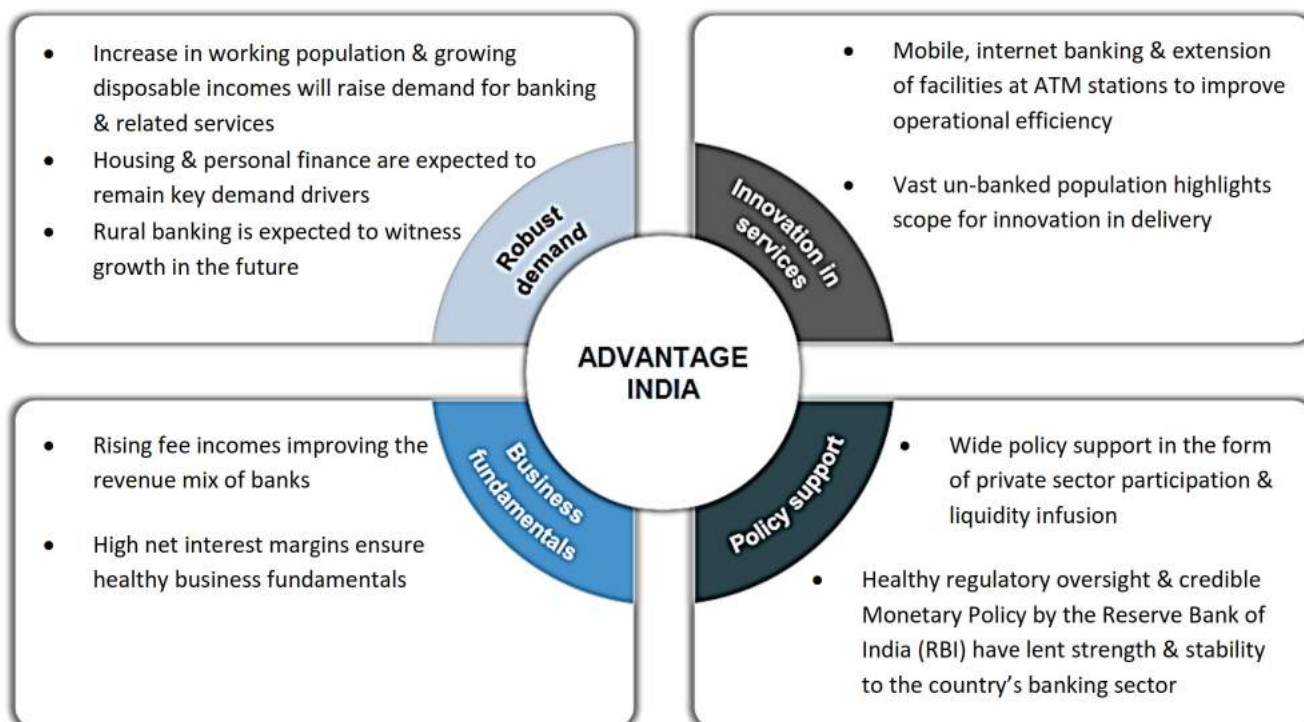 • Increase in working population & growing
disposable incomes will raise demand for banking
& related services
• Housing & personal finance are expected to
remain key demand drivers
• Rural banking is expected to witness
growth in the future
Robust
demand
• Mobile, internet banking & extension
of facilities at ATM stations to improve
operational efficiency
• Vast un-banked population highlights
scope for innovation in delivery
Innovation in
services
ADVANTAGE
INDIA
• Rising fee incomes improving the
revenue mix of banks
• High net interest margins ensure
healthy business fundamentals
Business
fundamentals
• Wide policy support in the form
of private sector participation &
liquidity infusion
• Healthy regulatory oversight & credible
Monetary Policy by the Reserve Bank of
India (RBI) have lent strength & stability
to the country’s banking sector
Policy support